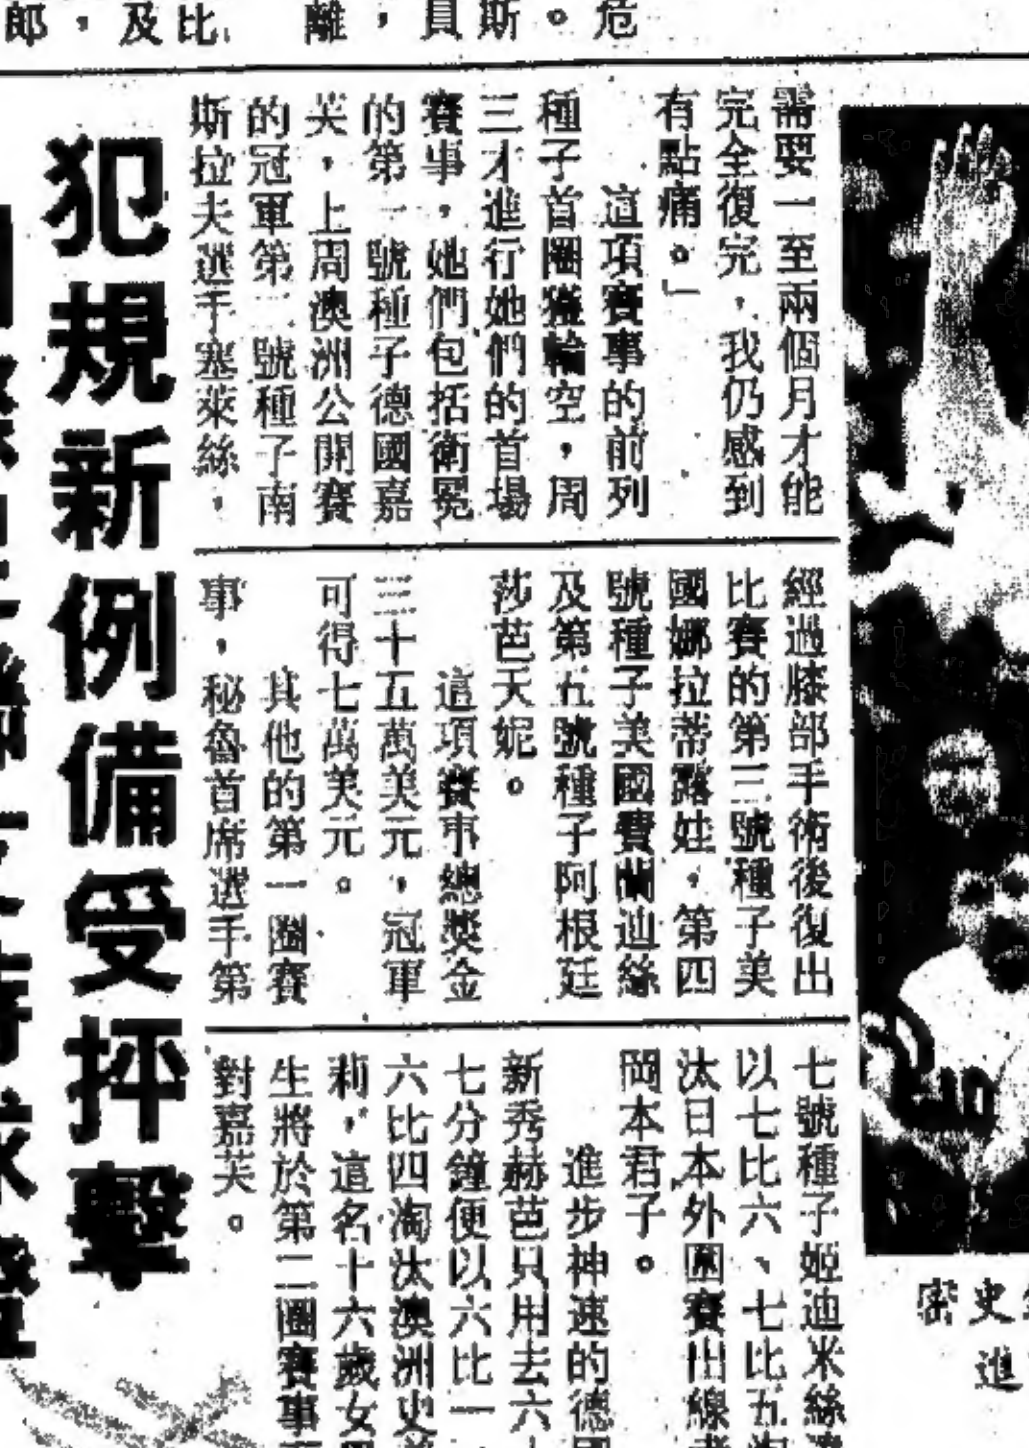 郎，及比
離，貝斯。危
需要一至兩個月才能
完全復完，我仍感到
有點痛。」
這項賽事的前列
種子首圈獲輪空，周
三才進行她們的首場
賽事，她們包括衛冕
的第一號種子德國嘉
芙，上周澳洲公開賽
的冠軍第二號種子南
斯拉夫選手塞萊絲，
經過膝部手術後復出
比賽的第三號種子美
國娜拉蒂露娃，第四
號種子美國費蘭迪絲
及第五號種子阿根廷
莎芭天妮。
這項賽事總獎金
三十五萬美元，冠軍
可得七萬美元。
其他的第一圈賽
事，秘魯首席選手第
七號種子姬迪米絲
以七比六、七比五
汰日本外圍賽出線
岡本君子。
進步神速的德
新秀赫芭只用去六
七分鐘便以六比一
六比四淘汰澳洲史
莉，這名十六歲女
生將於第二圈賽事
對嘉芙。
犯規新例備受抨擊
密史
進